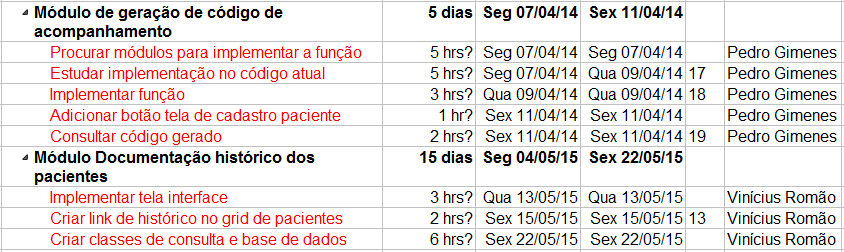 Módulo de geração de código de acompanhamento 5 dias Seg 07/04/14 Sex 11/04/14
Procurar módulos para implementar a função 5 hrs? Seg 07/04/14 Seg 07/04/14 Pedro Gimenes
Estudar implementação no código atual 5 hrs? Seg 07/04/14 Qua 09/04/14 17 Pedro Gimenes
Implementar função 3 hrs? Qua 09/04/14 Qua 09/04/14 18 Pedro Gimenes
Adicionar botão tela de cadastro paciente 1 hr? Sex 11/04/14 Sex 11/04/14 Pedro Gimenes
Consultar código gerado 2 hrs? Sex 11/04/14 Sex 11/04/14 19 Pedro Gimenes
Módulo Documentação histórico dos pacientes 15 dias Seg 04/05/15 Sex 22/05/15
Implementar tela interface 3 hrs? Qua 13/05/15 Qua 13/05/15 Vinícius Romão
Criar link de histórico no grid de pacientes 2 hrs? Sex 15/05/15 Sex 15/05/15 13 Vinícius Romão
Criar classes de consulta e base de dados 6 hrs? Sex 22/05/15 Sex 22/05/15 Vinícius Romão